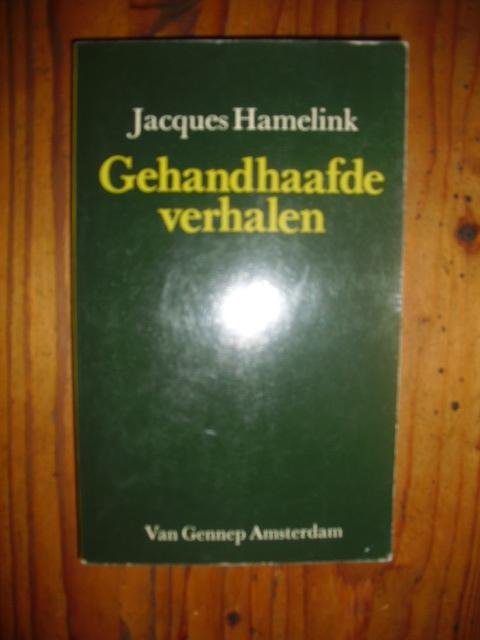 Jacques Hamelink
Gehandhaafde
verhalen
Van Gennep Amsterdam